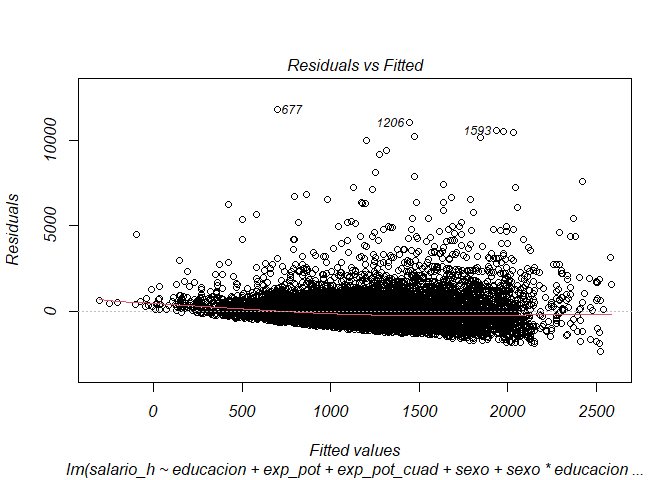 Residuals vs Fitted
Residuals
10000
5000
0
677
1206
1593
0 500 1000 1500 2000 2500
Fitted values
lm(salario_h ~ educacion + exp_pot + exp_pot_cuad + sexo + sexo * educacion ...